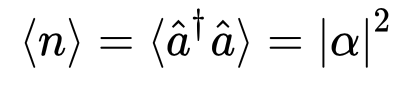 ⟨n⟩ = ⟨â†â⟩ = |α|²